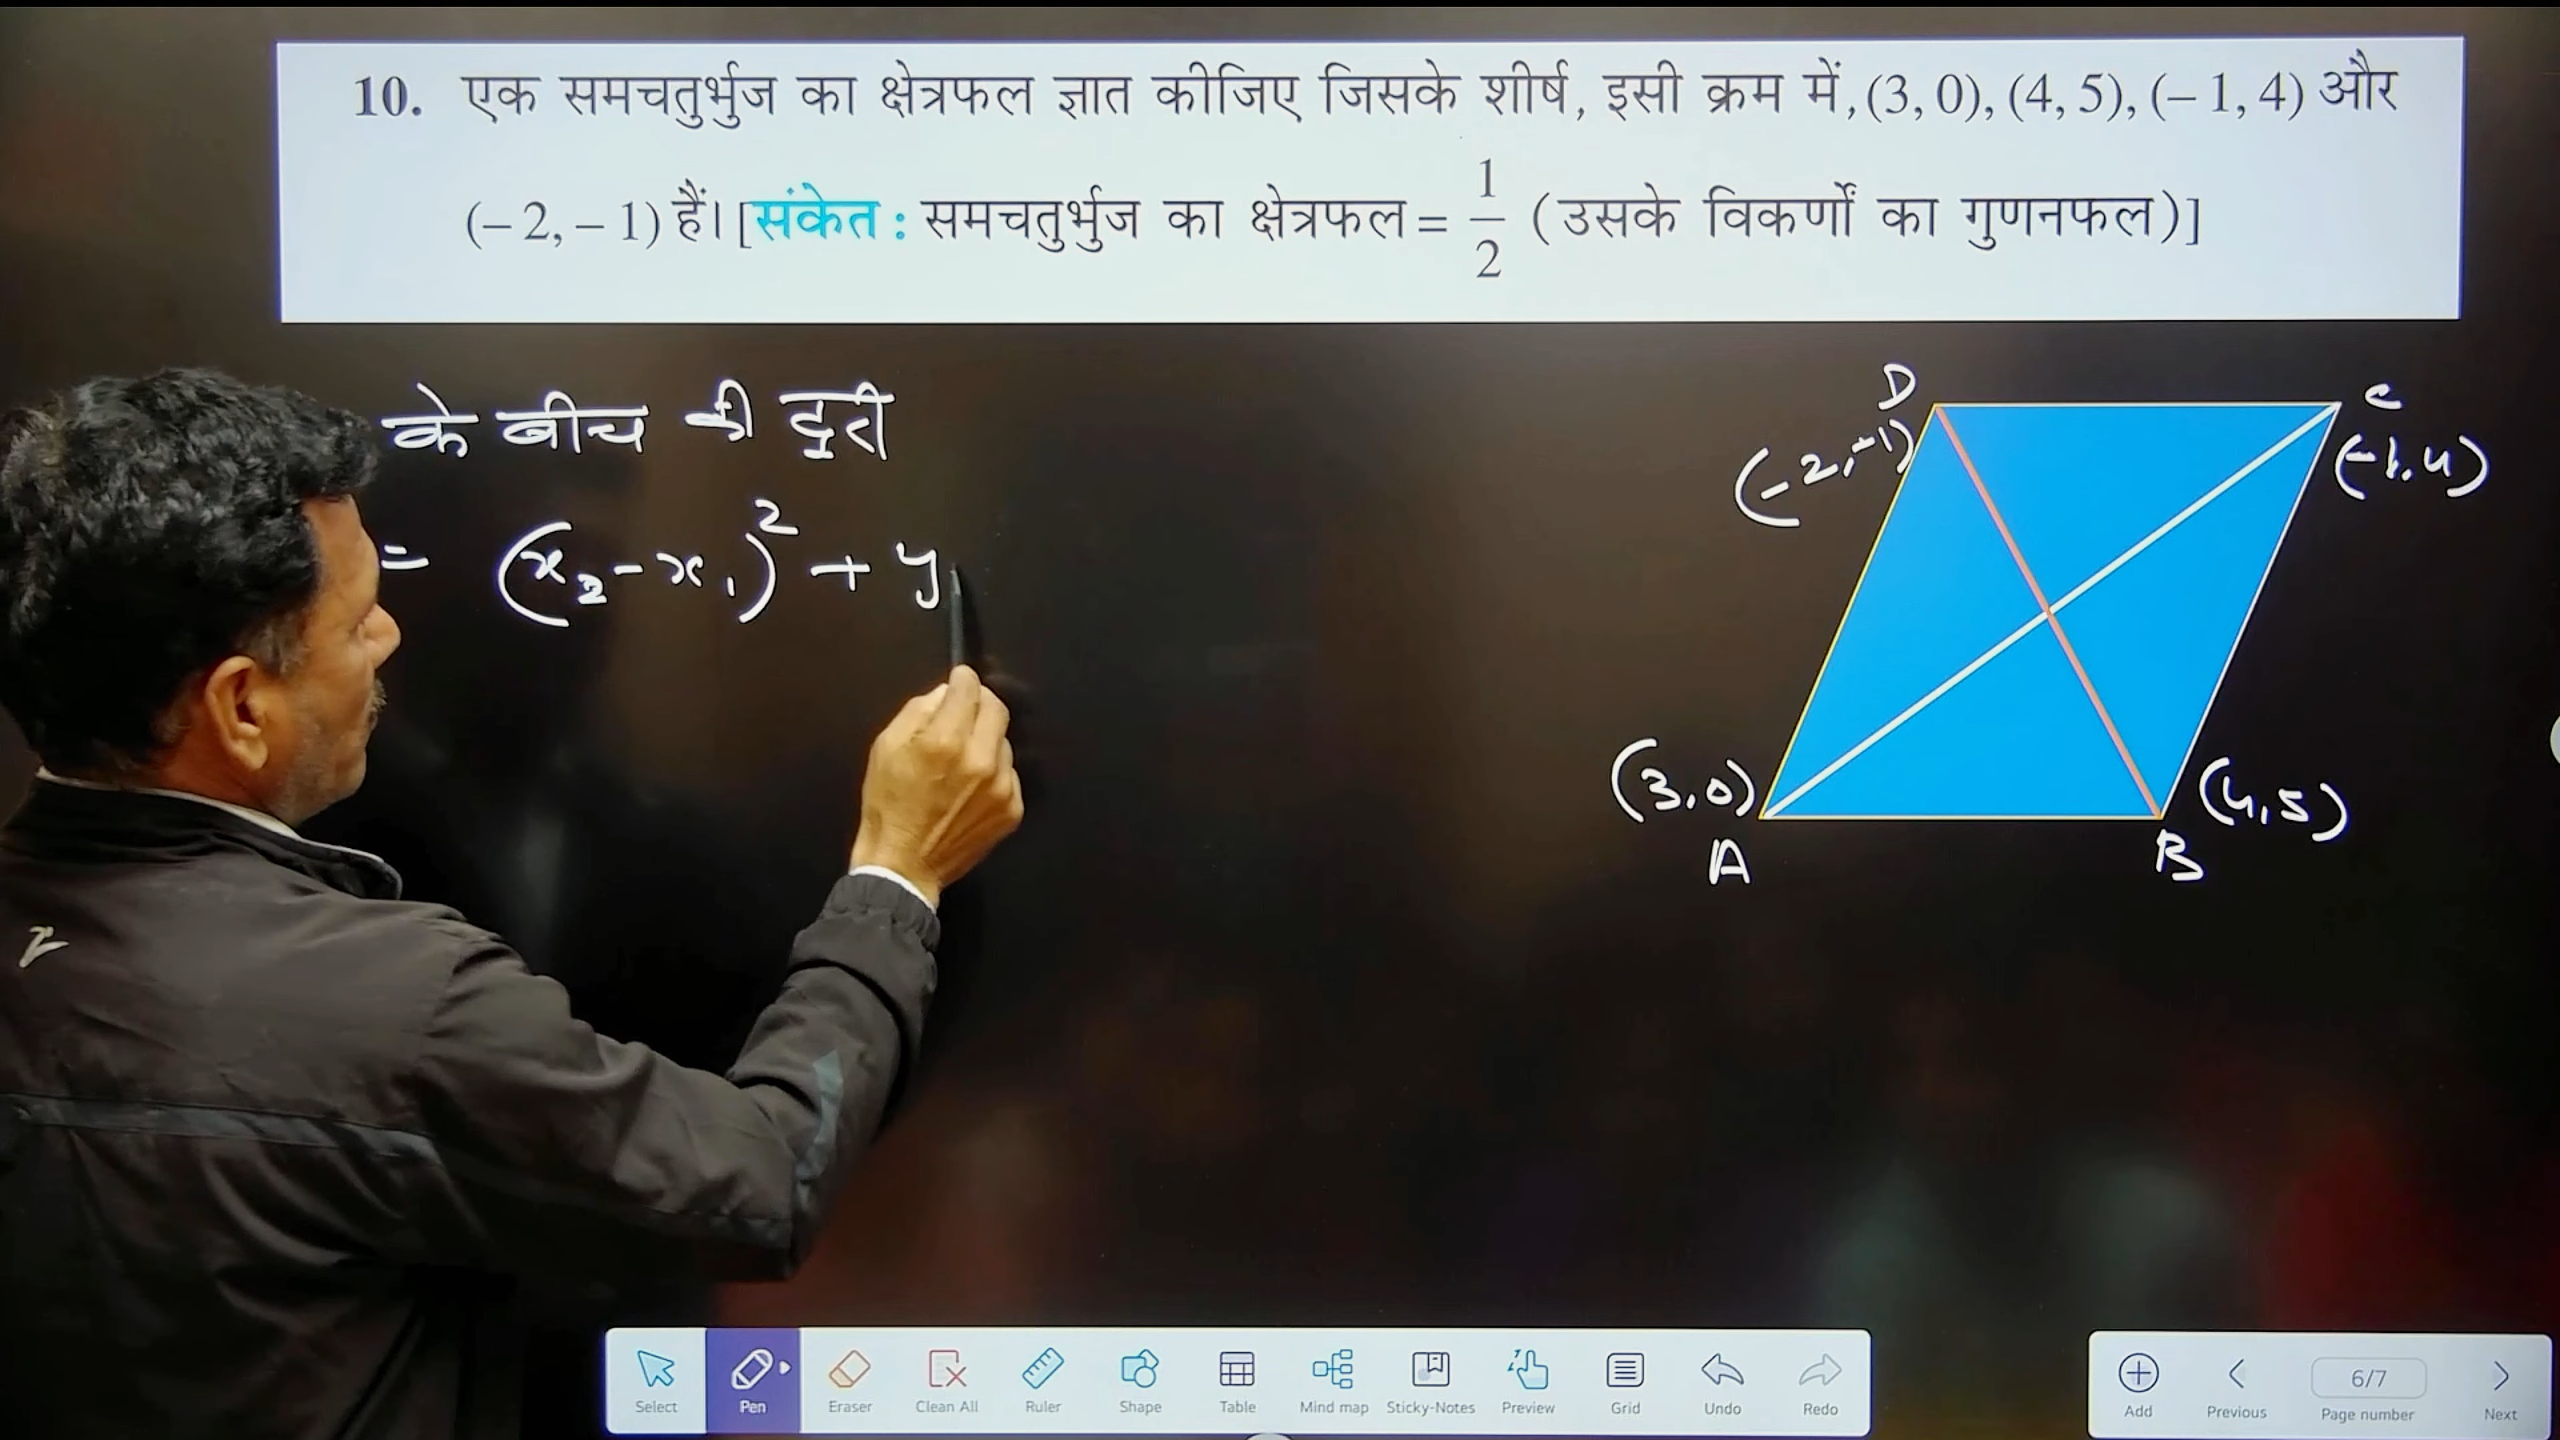 10. एक समचतुर्भुज का क्षेत्रफल ज्ञात कीजिए जिसके शीर्ष, इसी क्रम में, (3, 0), (4, 5), (– 1, 4) और
(– 2, – 1) हैं। [संकेत : समचतुर्भुज का क्षेत्रफल = 1/2 (उसके विकर्णों का गुणनफल)]
के बीच की दुरी
= (x₂-x₁)² + y
D
C
(-2,-1)
(-1,4)
(3,0)
(4,5)
A
B
Select
Pen
Eraser
Clean All
Ruler
Shape
Table
Mind map
Sticky-Notes
Preview
Grid
Undo
Redo
Add
Previous
6/7
Page number
Next